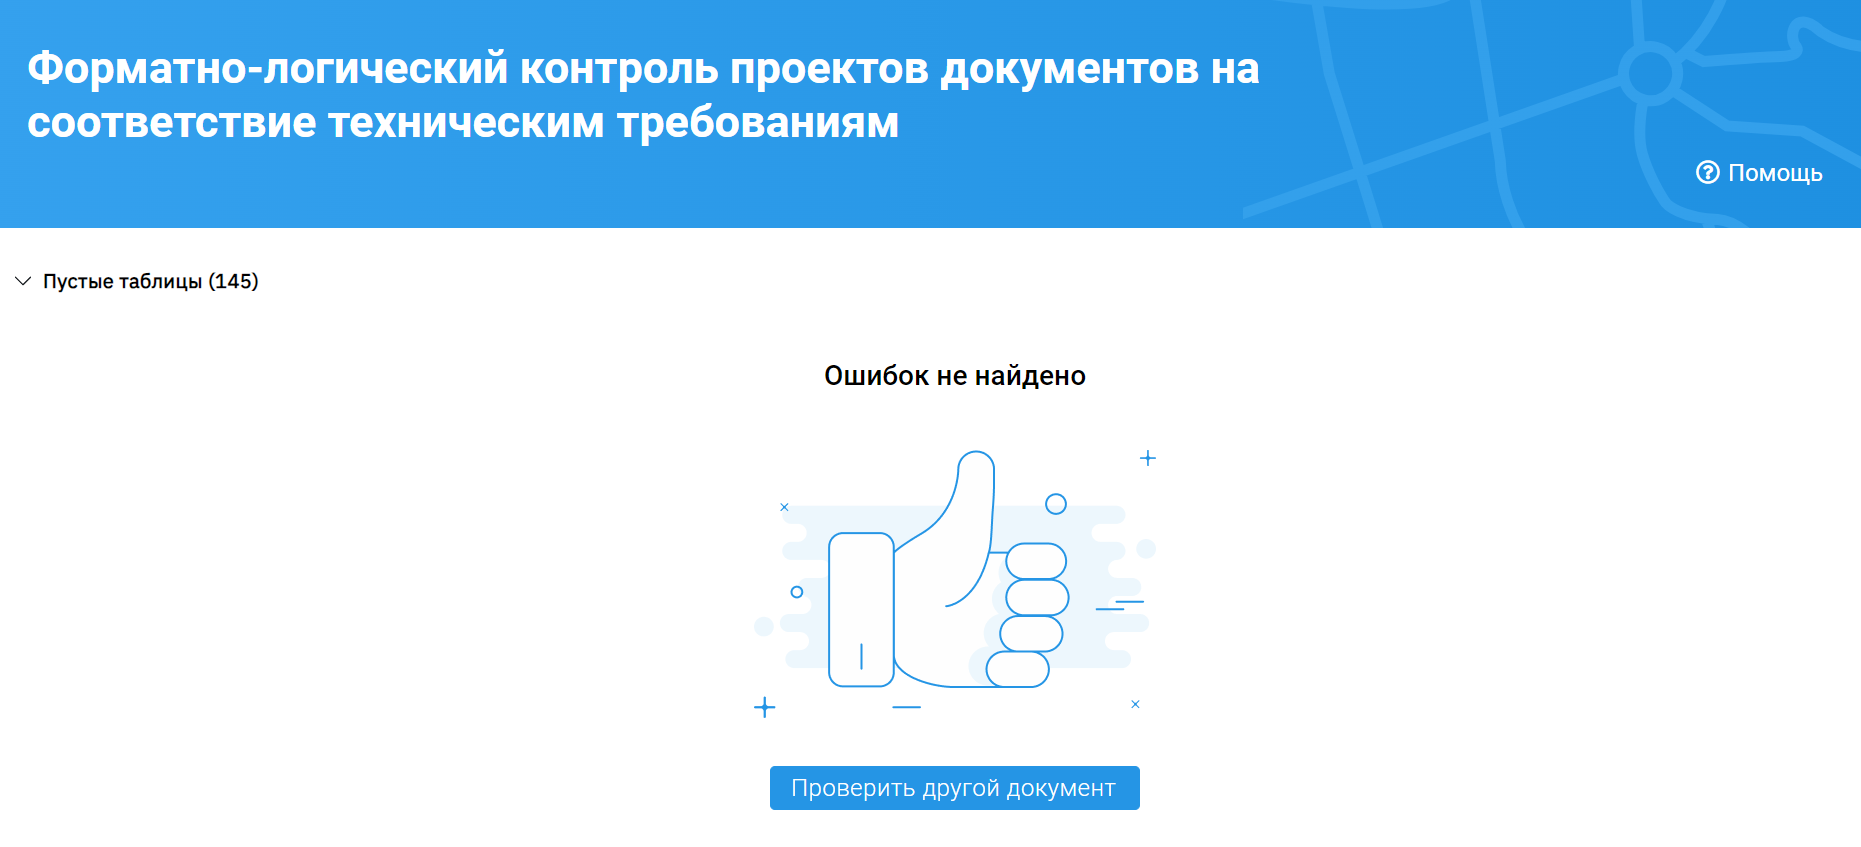 Форматно-логический контроль проектов документов на
соответствие техническим требованиям
Помощь
Пустые таблицы (145)
Ошибок не найдено
Проверить другой документ